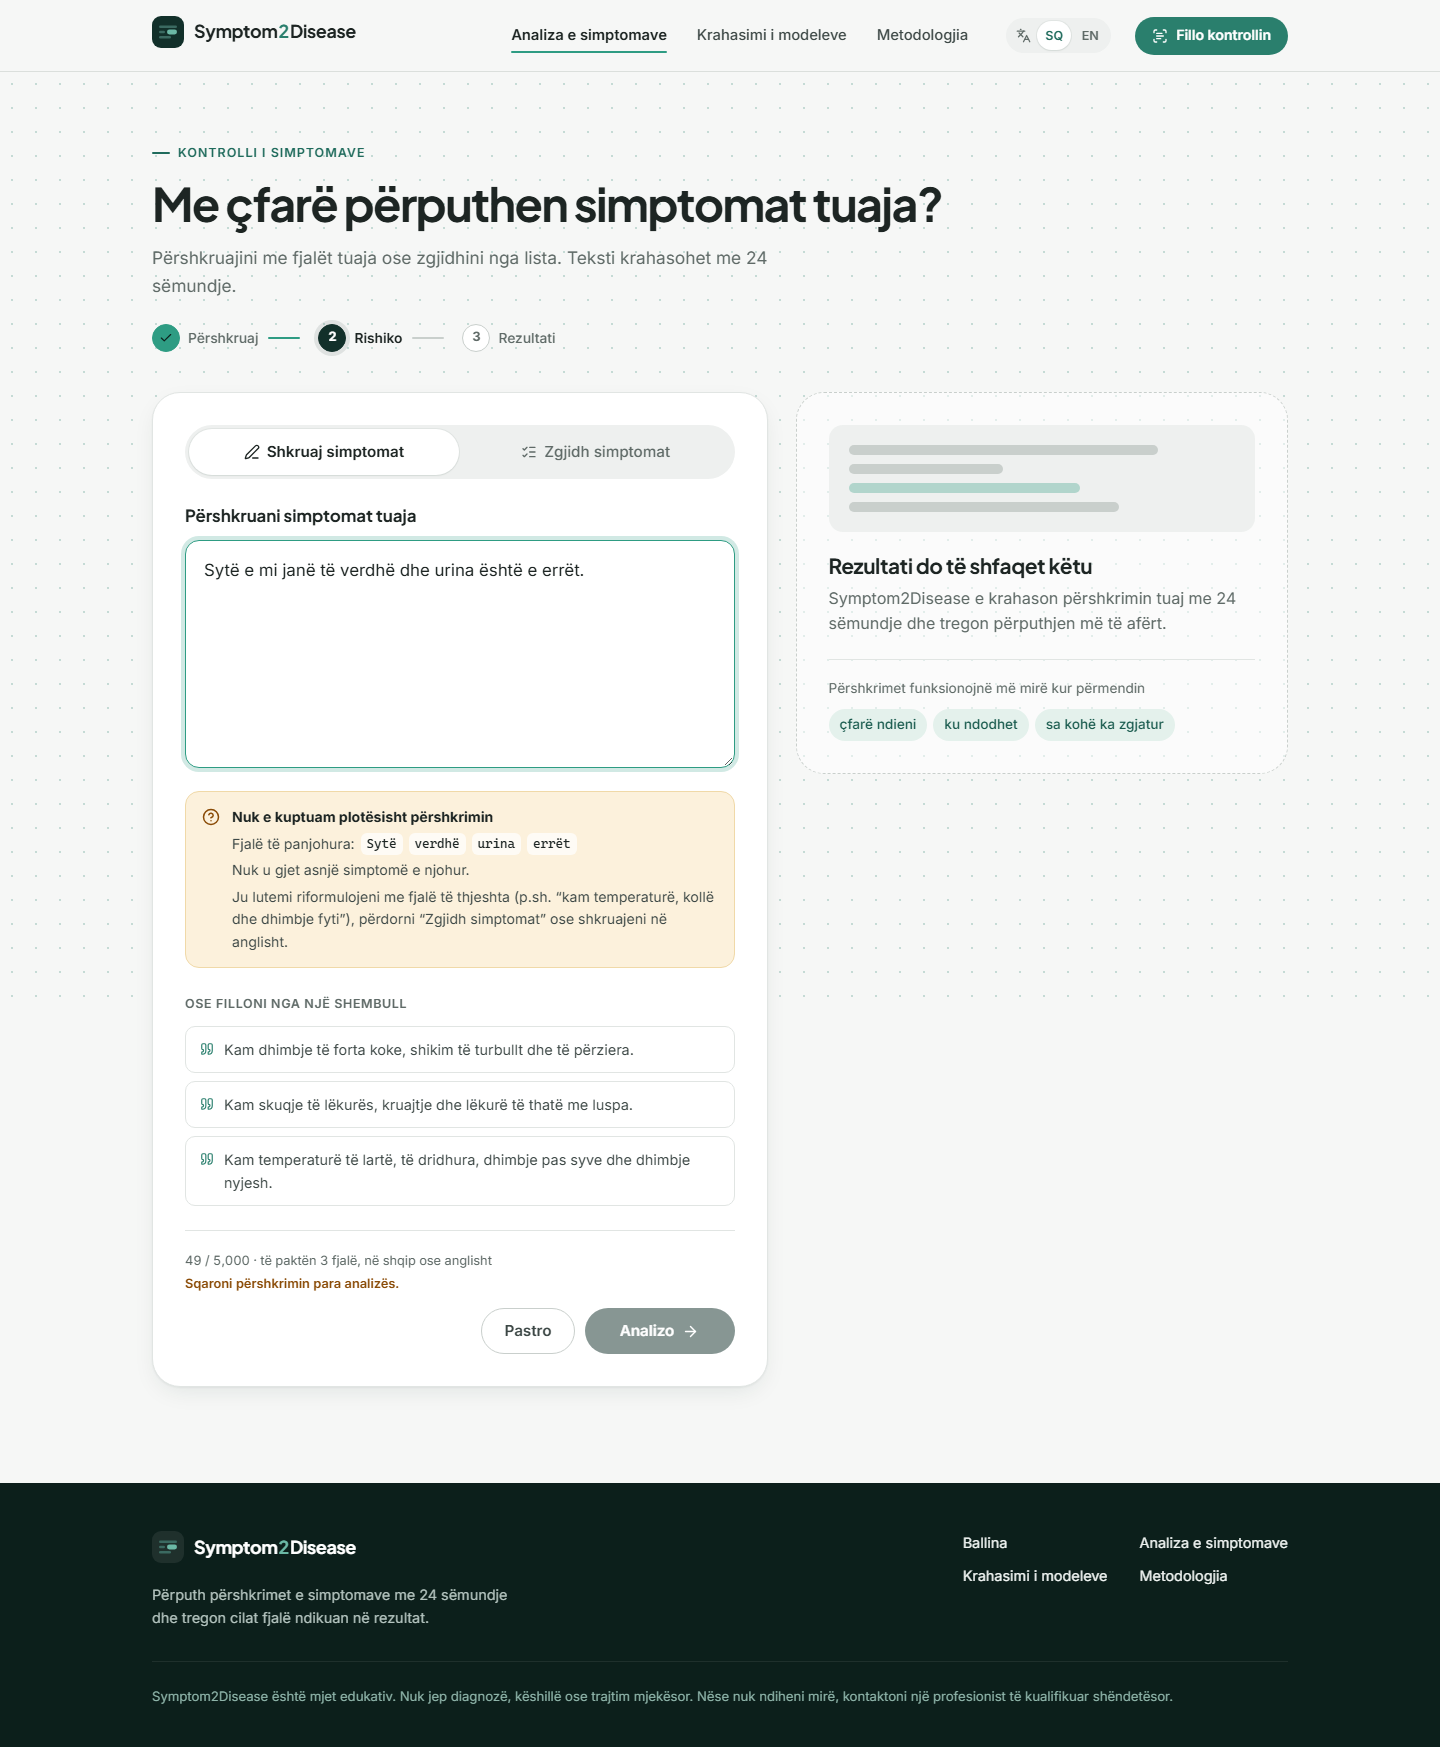 Symptom2Disease
Analiza e simptomave
Krahasimi i modeleve
Metodologjia
SQ
EN
Fillo kontrollin
KONTROLLI I SIMPTOMAVE
Me çfarë përputhen simptomat tuaja?
Përshkruajini me fjalët tuaja ose zgjidhini nga lista. Teksti krahasohet me 24
sëmundje.
Përshkruaj
2 Rishiko
3 Rezultati
Shkruaj simptomat
Zgjidh simptomat
Përshkruani simptomat tuaja
Sytë e mi janë të verdhë dhe urina është e errët.
Nuk e kuptuam plotësisht përshkrimin
Fjalë të panjohura: Sytë verdhë urina errët
Nuk u gjet asnjë simptomë e njohur.
Ju lutemi riformulojeni me fjalë të thjeshta (p.sh. “kam temperaturë, kollë
dhe dhimbje fyti”), përdorni “Zgjidh simptomat” ose shkruajeni në
anglisht.
OSE FILLONI NGA NJË SHEMBULL
Kam dhimbje të forta koke, shikim të turbullt dhe të përziera.
Kam skuqje të lëkurës, kruajtje dhe lëkurë të thatë me luspa.
Kam temperaturë të lartë, të dridhura, dhimbje pas syve dhe dhimbje
nyjesh.
49 / 5,000 · të paktën 3 fjalë, në shqip ose anglisht
Sqaroni përshkrimin para analizës.
Pastro
Analizo
Rezultati do të shfaqet këtu
Symptom2Disease e krahason përshkrimin tuaj me 24
sëmundje dhe tregon përputhjen më të afërt.
Përshkrimet funksionojnë më mirë kur përmendin
çfarë ndieni
ku ndodhet
sa kohë ka zgjatur
Symptom2Disease
Përputh përshkrimet e simptomave me 24 sëmundje
dhe tregon cilat fjalë ndikuan në rezultat.
Ballina
Analiza e simptomave
Krahasimi i modeleve
Metodologjia
Symptom2Disease është mjet edukativ. Nuk jep diagnozë, këshillë ose trajtim mjekësor. Nëse nuk ndiheni mirë, kontaktoni një profesionist të kualifikuar shëndetësor.